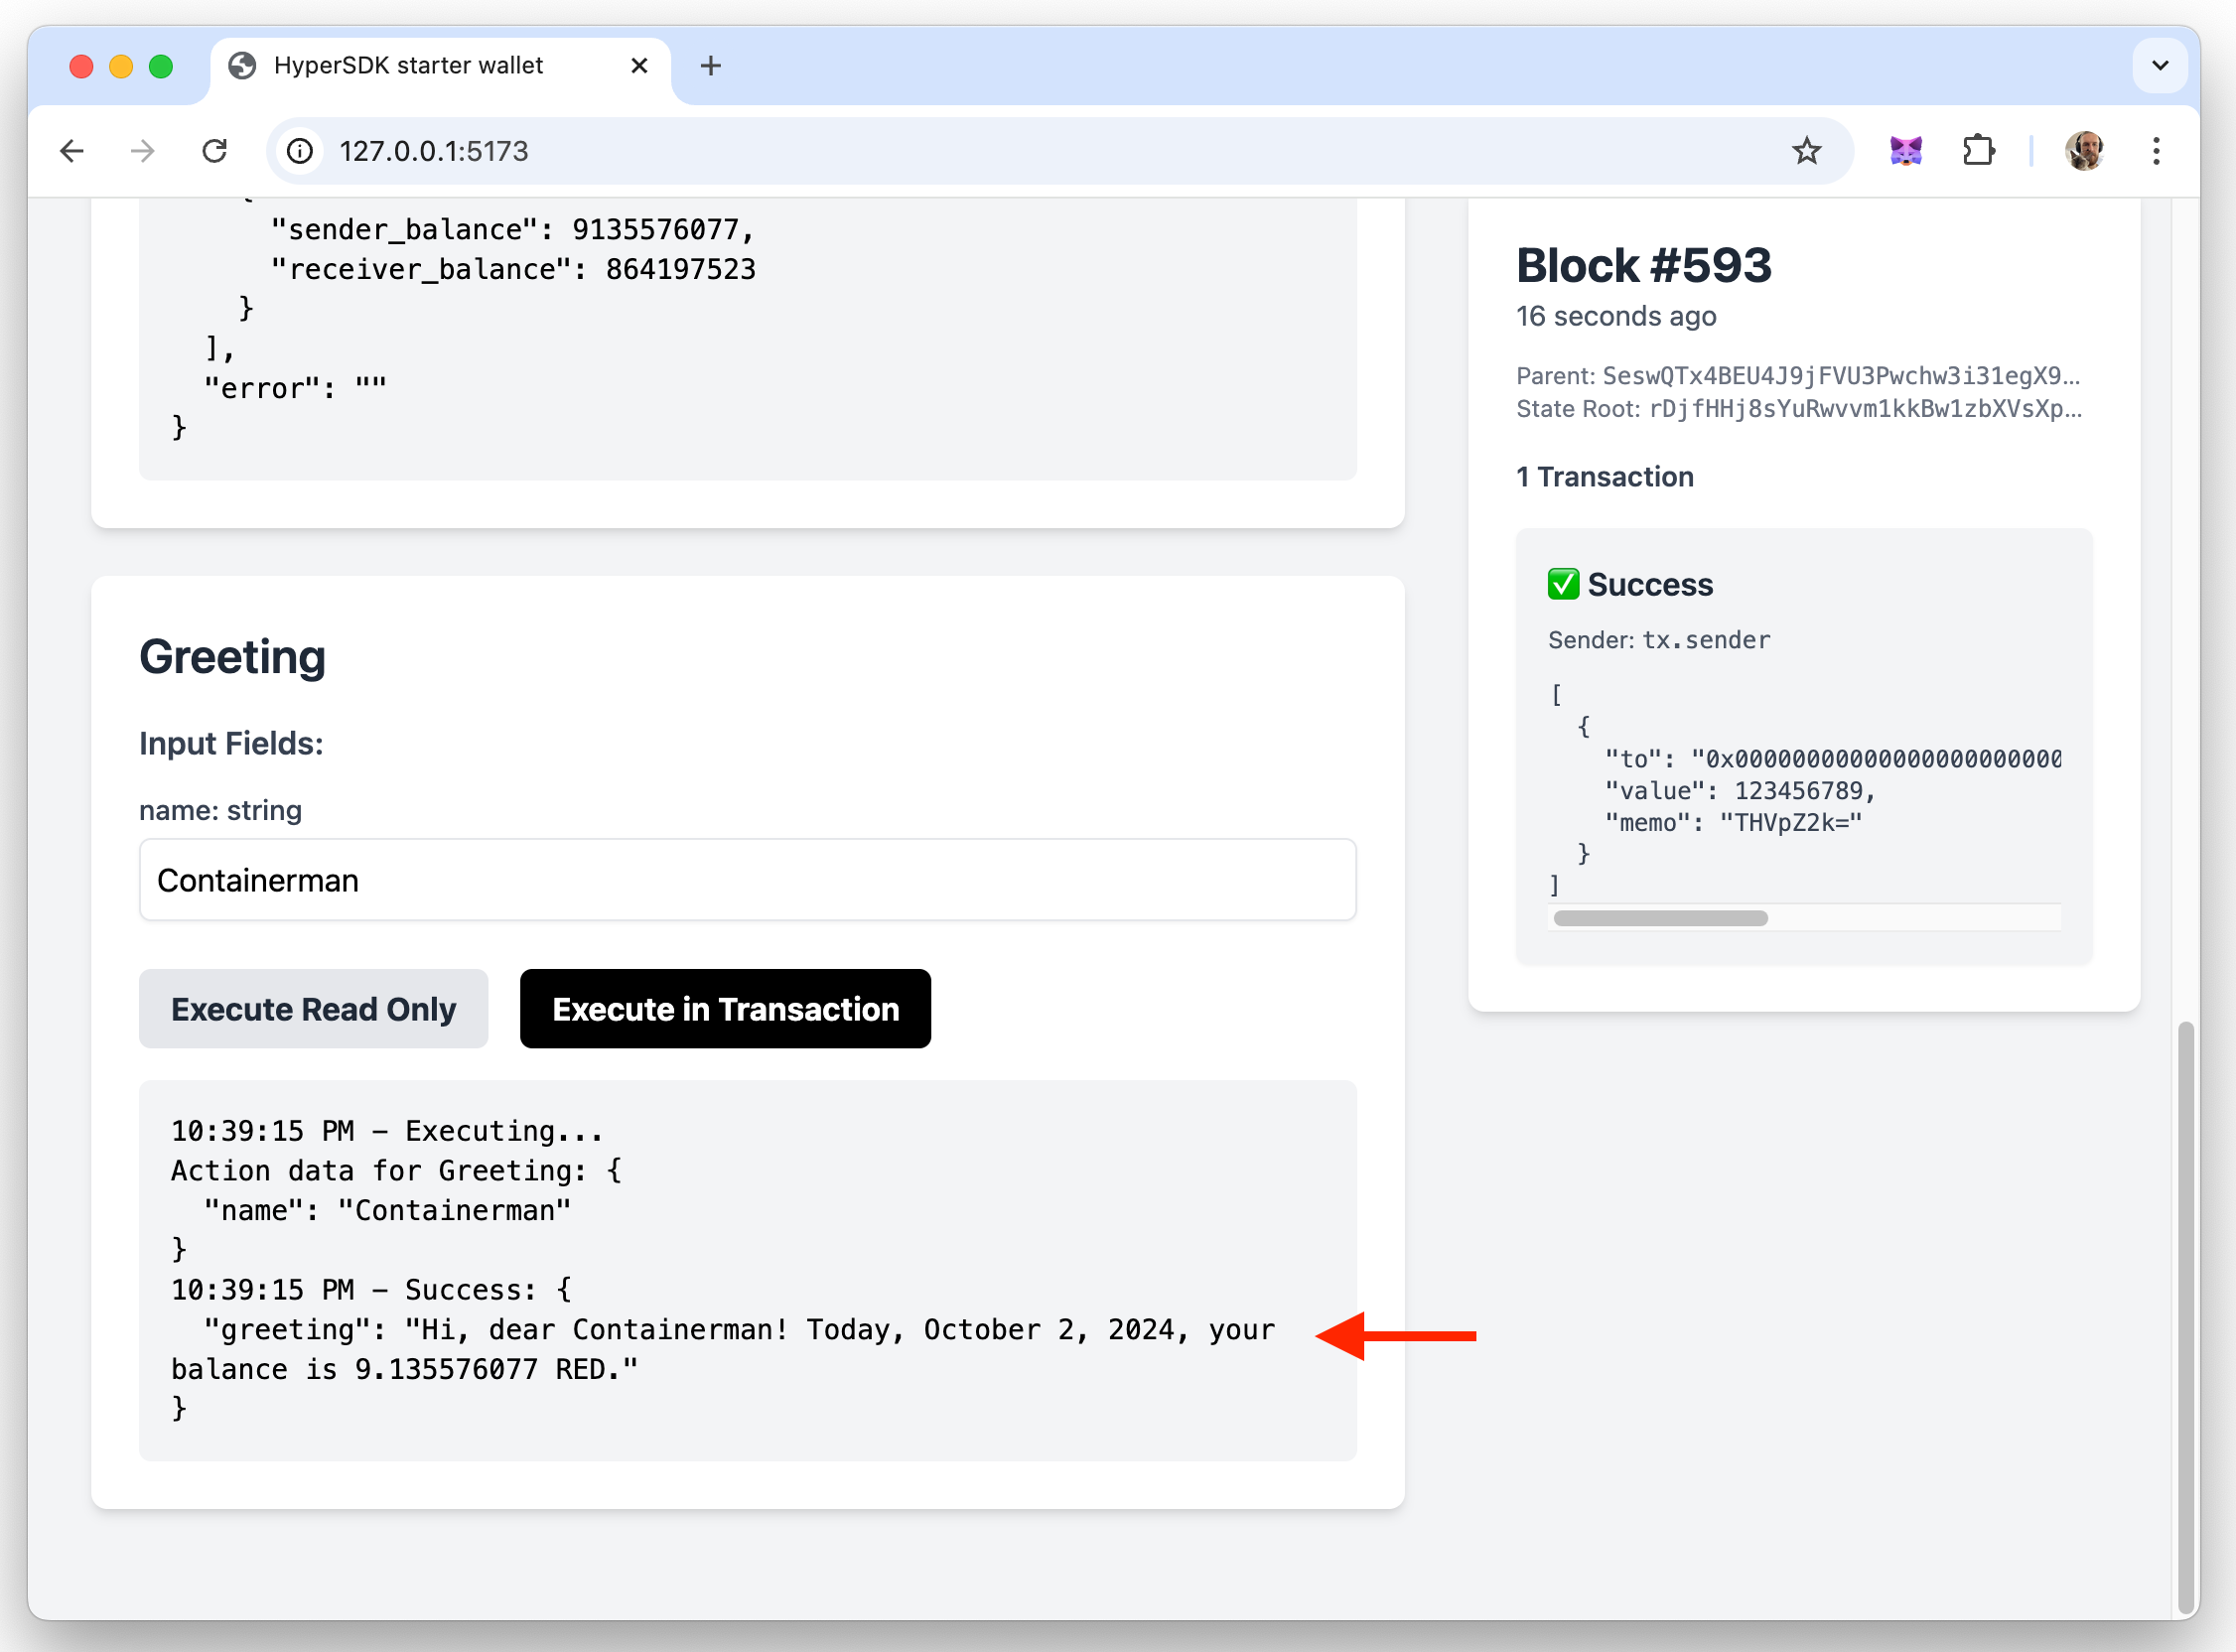 HyperSDK starter wallet
127.0.0.1:5173
"sender_balance": 9135576077,
"receiver_balance": 864197523
}
],
"error": ""
}
Greeting
Input Fields:
name: string
Containerman
Execute Read Only
Execute in Transaction
10:39:15 PM – Executing...
Action data for Greeting: {
"name": "Containerman"
}
10:39:15 PM – Success: {
"greeting": "Hi, dear Containerman! Today, October 2, 2024, your
balance is 9.135576077 RED."
}
Block #593
16 seconds ago
Parent: SeswQTx4BEU4J9jFVU3Pwchw3i31egX9...
State Root: rDjfHHj8sYuRwvvm1kkBw1zbXVsXp...
1 Transaction
✅ Success
Sender: tx.sender
[
{
"to": "0x00000000000000000000000
"value": 123456789,
"memo": "THVpZ2k="
}
]